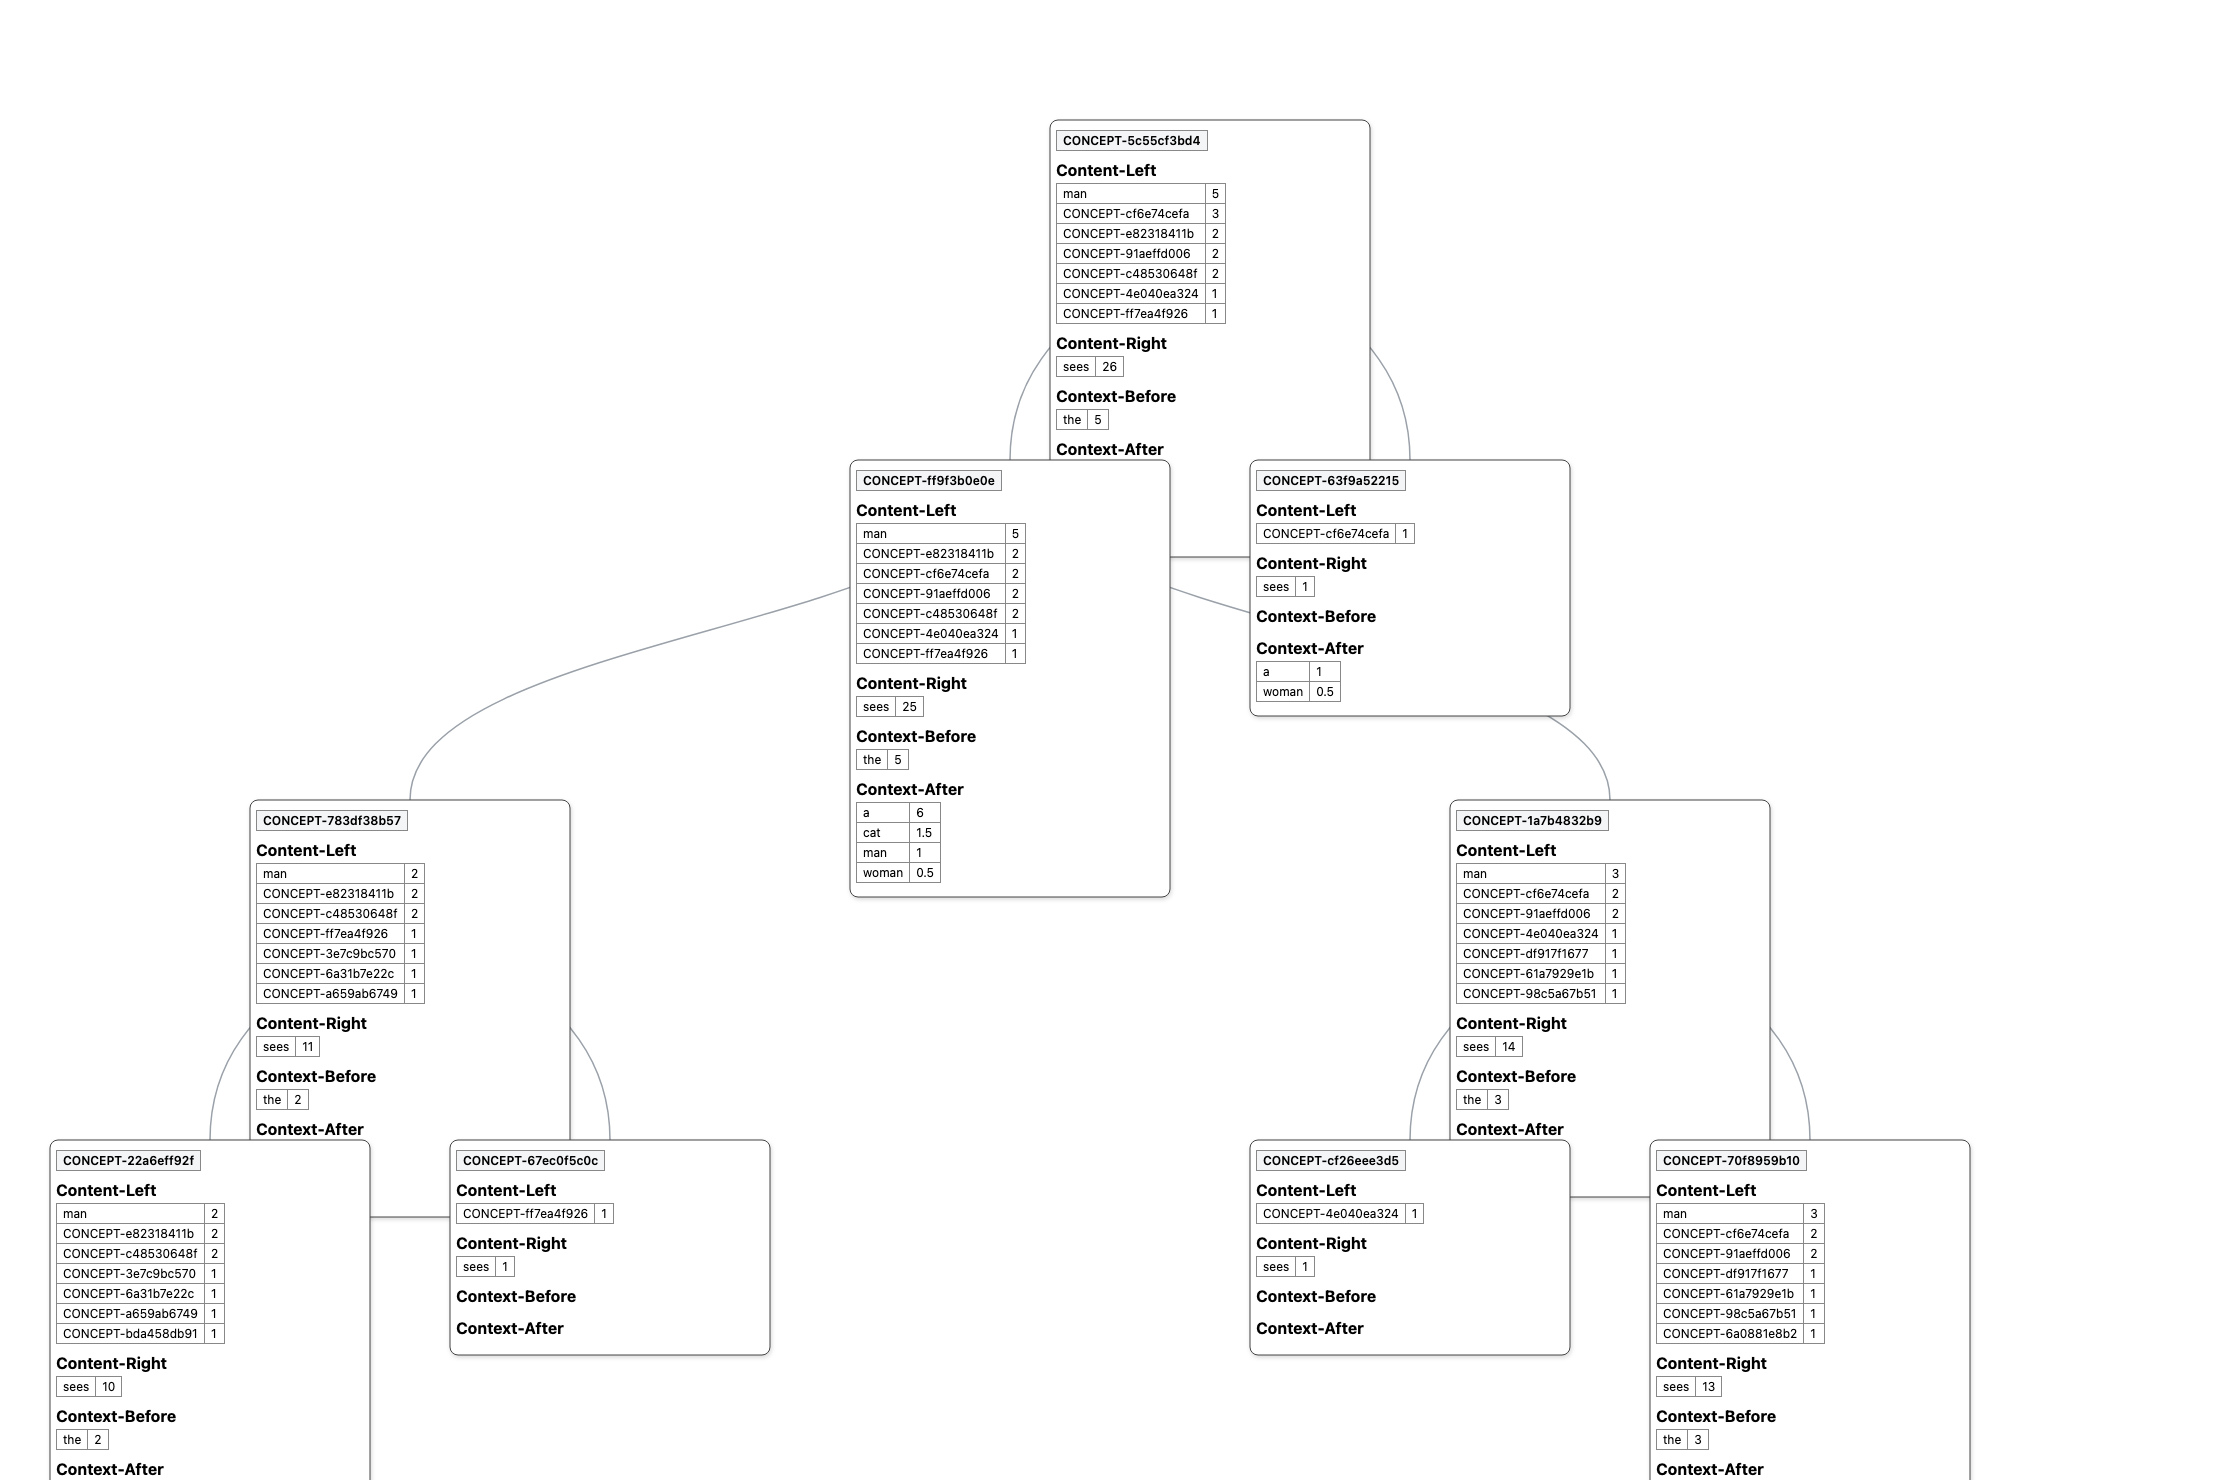 CONCEPT-5c55cf3bd4
Content-Left
man 5
CONCEPT-cf6e74cefa 3
CONCEPT-e82318411b 2
CONCEPT-91aeffd006 2
CONCEPT-c48530648f 2
CONCEPT-4e040ea324 1
CONCEPT-ff7ea4f926 1
Content-Right
sees 26
Context-Before
the 5
Context-After
CONCEPT-ff9f3b0e0e
Content-Left
man 5
CONCEPT-e82318411b 2
CONCEPT-cf6e74cefa 2
CONCEPT-91aeffd006 2
CONCEPT-c48530648f 2
CONCEPT-4e040ea324 1
CONCEPT-ff7ea4f926 1
Content-Right
sees 25
Context-Before
the 5
Context-After
a 6
cat 1.5
man 1
woman 0.5
CONCEPT-63f9a52215
Content-Left
CONCEPT-cf6e74cefa 1
Content-Right
sees 1
Context-Before
Context-After
a 1
woman 0.5
CONCEPT-783df38b57
Content-Left
man 2
CONCEPT-e82318411b 2
CONCEPT-c48530648f 2
CONCEPT-ff7ea4f926 1
CONCEPT-3e7c9bc570 1
CONCEPT-6a31b7e22c 1
CONCEPT-a659ab6749 1
Content-Right
sees 11
Context-Before
the 2
Context-After
CONCEPT-1a7b4832b9
Content-Left
man 3
CONCEPT-cf6e74cefa 2
CONCEPT-91aeffd006 2
CONCEPT-4e040ea324 1
CONCEPT-df917f1677 1
CONCEPT-61a7929e1b 1
CONCEPT-98c5a67b51 1
Content-Right
sees 14
Context-Before
the 3
Context-After
CONCEPT-22a6eff92f
Content-Left
man 2
CONCEPT-e82318411b 2
CONCEPT-c48530648f 2
CONCEPT-3e7c9bc570 1
CONCEPT-6a31b7e22c 1
CONCEPT-a659ab6749 1
CONCEPT-bda458db91 1
Content-Right
sees 10
Context-Before
the 2
Context-After
CONCEPT-67ec0f5c0c
Content-Left
CONCEPT-ff7ea4f926 1
Content-Right
sees 1
Context-Before
Context-After
CONCEPT-cf26eee3d5
Content-Left
CONCEPT-4e040ea324 1
Content-Right
sees 1
Context-Before
Context-After
CONCEPT-70f8959b10
Content-Left
man 3
CONCEPT-cf6e74cefa 2
CONCEPT-91aeffd006 2
CONCEPT-df917f1677 1
CONCEPT-61a7929e1b 1
CONCEPT-98c5a67b51 1
CONCEPT-6a0881e8b2 1
Content-Right
sees 13
Context-Before
the 3
Context-After